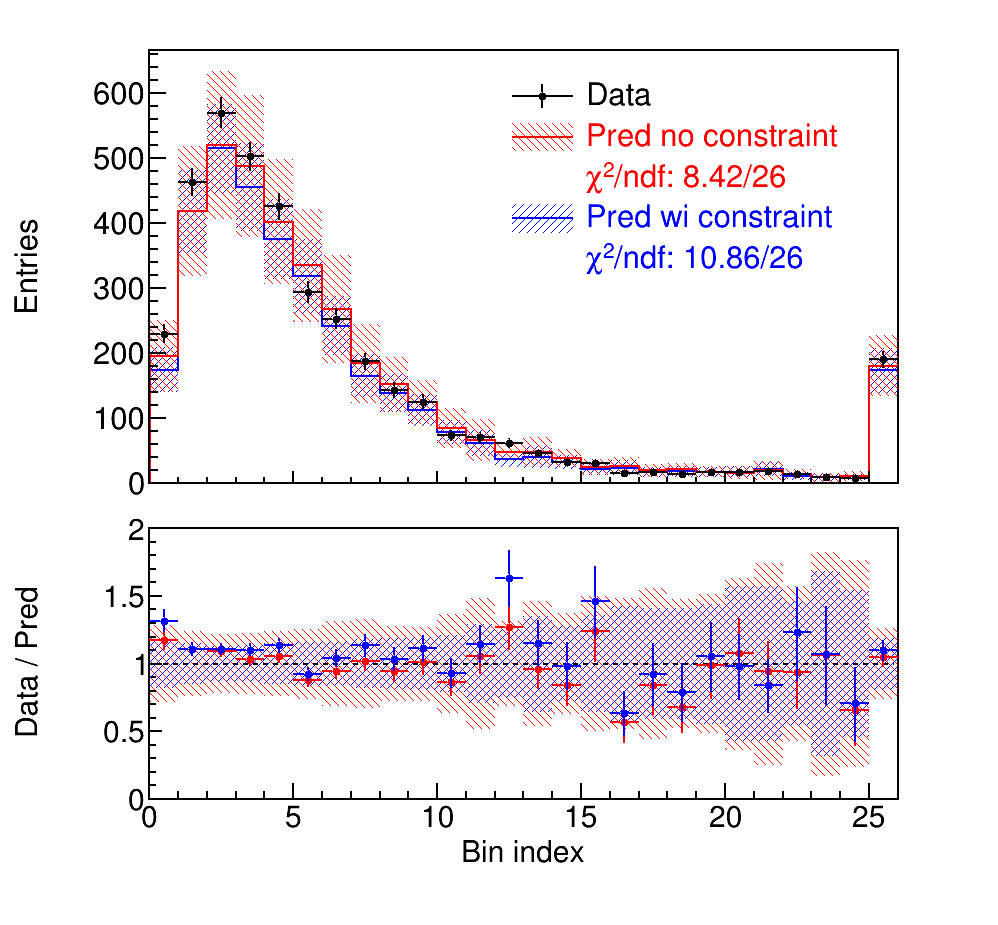 Entries
600
500
400
300
200
100
0
Data
Pred no constraint
χ²/ndf: 8.42/26
Pred wi constraint
χ²/ndf: 10.86/26
Data / Pred
2
1.5
1
0.5
0
0 5 10 15 20 25
Bin index